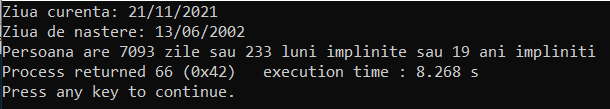 Ziua curenta: 21/11/2021
Ziua de nastere: 13/06/2002
Persoana are 7093 zile sau 233 luni implinite sau 19 ani impliniti
Process returned 66 (0x42)   execution time : 8.268 s
Press any key to continue.